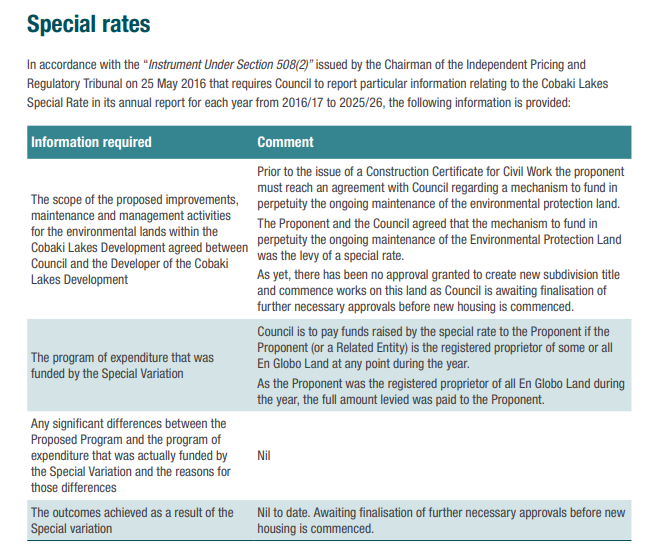 Special rates
In accordance with the “Instrument Under Section 508(2)” issued by the Chairman of the Independent Pricing and
Regulatory Tribunal on 25 May 2016 that requires Council to report particular information relating to the Cobaki Lakes
Special Rate in its annual report for each year from 2016/17 to 2025/26, the following information is provided:
Information required
Comment
The scope of the proposed improvements,
maintenance and management activities
for the environmental lands within the
Cobaki Lakes Development agreed between
Council and the Developer of the Cobaki
Lakes Development
Prior to the issue of a Construction Certificate for Civil Work the proponent
must reach an agreement with Council regarding a mechanism to fund in
perpetuity the ongoing maintenance of the environmental protection land.
The Proponent and the Council agreed that the mechanism to fund in
perpetuity the ongoing maintenance of the Environmental Protection Land
was the levy of a special rate.
As yet, there has been no approval granted to create new subdivision title
and commence works on this land as Council is awaiting finalisation of
further necessary approvals before new housing is commenced.
The program of expenditure that was
funded by the Special Variation
Council is to pay funds raised by the special rate to the Proponent if the
Proponent (or a Related Entity) is the registered proprietor of some or all
En Globo Land at any point during the year.
As the Proponent was the registered proprietor of all En Globo Land during
the year, the full amount levied was paid to the Proponent.
Any significant differences between the
Proposed Program and the program of
expenditure that was actually funded by
the Special Variation and the reasons for
those differences
Nil
The outcomes achieved as a result of the
Special variation
Nil to date. Awaiting finalisation of further necessary approvals before new
housing is commenced.